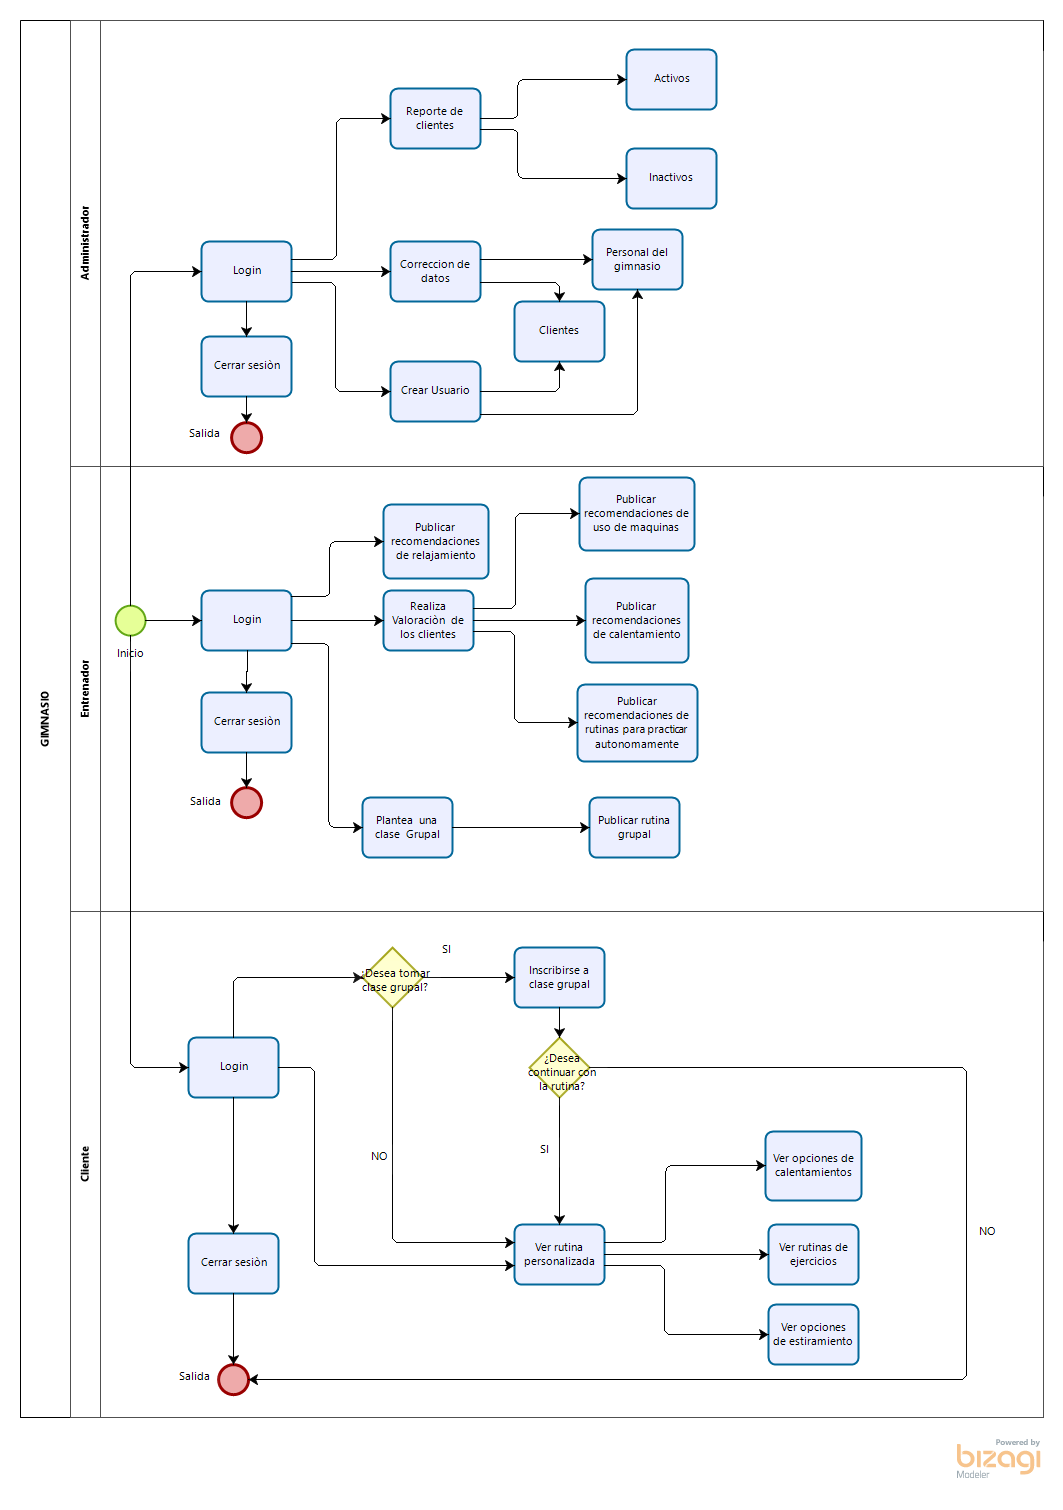 GIMNASIO
Administrador
Reporte de
clientes
Activos
Inactivos
Login
Correccion de
datos
Personal del
gimnasio
Clientes
Cerrar sesiòn
Crear Usuario
Salida
Entrenador
Inicio
Publicar
recomendaciones
de relajamiento
Publicar
recomendaciones de
uso de maquinas
Login
Realiza
Valoraciòn de
los clientes
Publicar
recomendaciones
de calentamiento
Cerrar sesiòn
Publicar
recomendaciones de
rutinas para practicar
autonomamente
Salida
Plantea una
clase Grupal
Publicar rutina
grupal
Cliente
¿Desea tomar
clase grupal?
SI
Inscribirse a
clase grupal
Login
¿Desea
continuar con
la rutina?
NO
SI
Ver opciones de
calentamientos
NO
Cerrar sesiòn
Ver rutina
personalizada
Ver rutinas de
ejercicios
Ver opciones
de estiramiento
Salida
Powered by
bizagi
Modeler